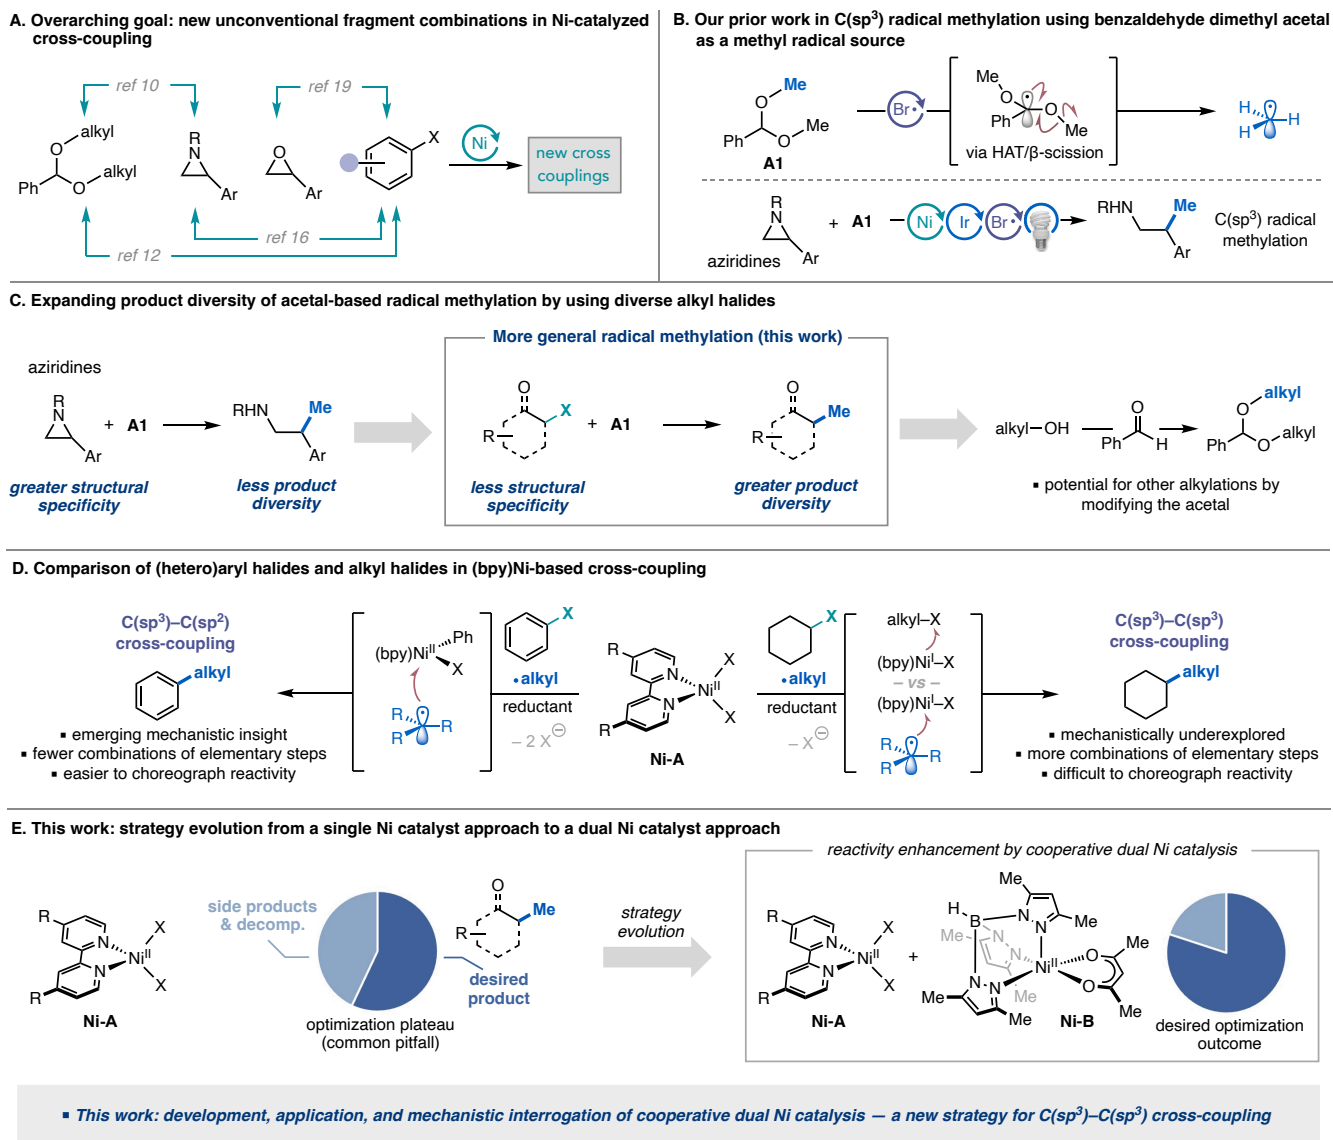 A. Overarching goal: new unconventional fragment combinations in Ni-catalyzed
cross-coupling
ref 10
ref 19
O
alkyl
O
alkyl
Ph
R
N
Ar
O
Ar
X
Ni
new cross
couplings
ref 16
ref 12
B. Our prior work in C(sp³) radical methylation using benzaldehyde dimethyl acetal
as a methyl radical source
Me
O
Ph
O
Me
A1
Br•
Me
O
Ph
O
Me
via HAT/β-scission
H
H
H
R
N
Ar
aziridines
+ A1
Ni
Ir
Br•
RHN
Me
Ar
C(sp³) radical
methylation
C. Expanding product diversity of acetal-based radical methylation by using diverse alkyl halides
aziridines
R
N
Ar
+ A1
RHN
Me
Ar
greater structural
specificity
less product
diversity
More general radical methylation (this work)
O
X
R
+ A1
O
Me
R
less structural
specificity
greater product
diversity
alkyl–OH
O
Ph
H
O
alkyl
Ph
O
alkyl
▪ potential for other alkylations by
modifying the acetal
D. Comparison of (hetero)aryl halides and alkyl halides in (bpy)Ni-based cross-coupling
C(sp³)–C(sp²)
cross-coupling
alkyl
▪ emerging mechanistic insight
▪ fewer combinations of elementary steps
▪ easier to choreograph reactivity
(bpy)Niᴵᴵ
Ph
X
R
R
R
X
•alkyl
reductant
– 2 X⊖
R
N
N
R
Niᴵᴵ
X
X
Ni-A
X
•alkyl
reductant
– X⊖
alkyl–X
(bpy)Niᴵ–X
– vs –
(bpy)Niᴵ–X
R
R
R
C(sp³)–C(sp³)
cross-coupling
alkyl
▪ mechanistically underexplored
▪ more combinations of elementary steps
▪ difficult to choreograph reactivity
E. This work: strategy evolution from a single Ni catalyst approach to a dual Ni catalyst approach
R
N
N
R
Niᴵᴵ
X
X
Ni-A
side products
& decomp.
O
Me
R
desired
product
optimization plateau
(common pitfall)
strategy
evolution
reactivity enhancement by cooperative dual Ni catalysis
R
N
N
R
Niᴵᴵ
X
X
Ni-A
+
Me
H
B
N
N
Me
Me
N
N
Me
Niᴵᴵ
O
O
Me
Me
N
N
Me
Me
Ni-B
desired optimization
outcome
▪ This work: development, application, and mechanistic interrogation of cooperative dual Ni catalysis — a new strategy for C(sp³)–C(sp³) cross-coupling